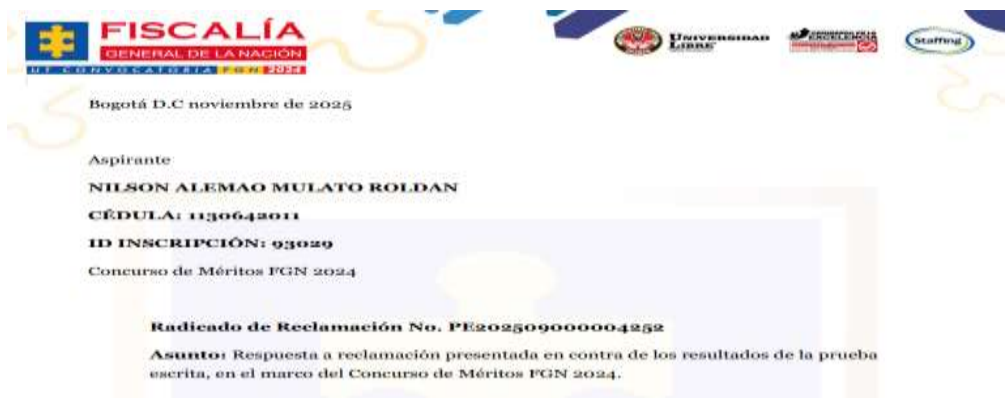 FISCALÍA
GENERAL DE LA NACIÓN
UT CONVOCATORIA FGN 2024
UNIVERSIDAD
LIBRE
EXCELENCIA
Staffing
Bogotá D.C noviembre de 2025
Aspirante
NILSON ALEMAO MULATO ROLDAN
CÉDULA: 1130642011
ID INSCRIPCIÓN: 93029
Concurso de Méritos FGN 2024
Radicado de Reclamación No. PE202509000004252
Asunto: Respuesta a reclamación presentada en contra de los resultados de la prueba
escrita, en el marco del Concurso de Méritos FGN 2024.